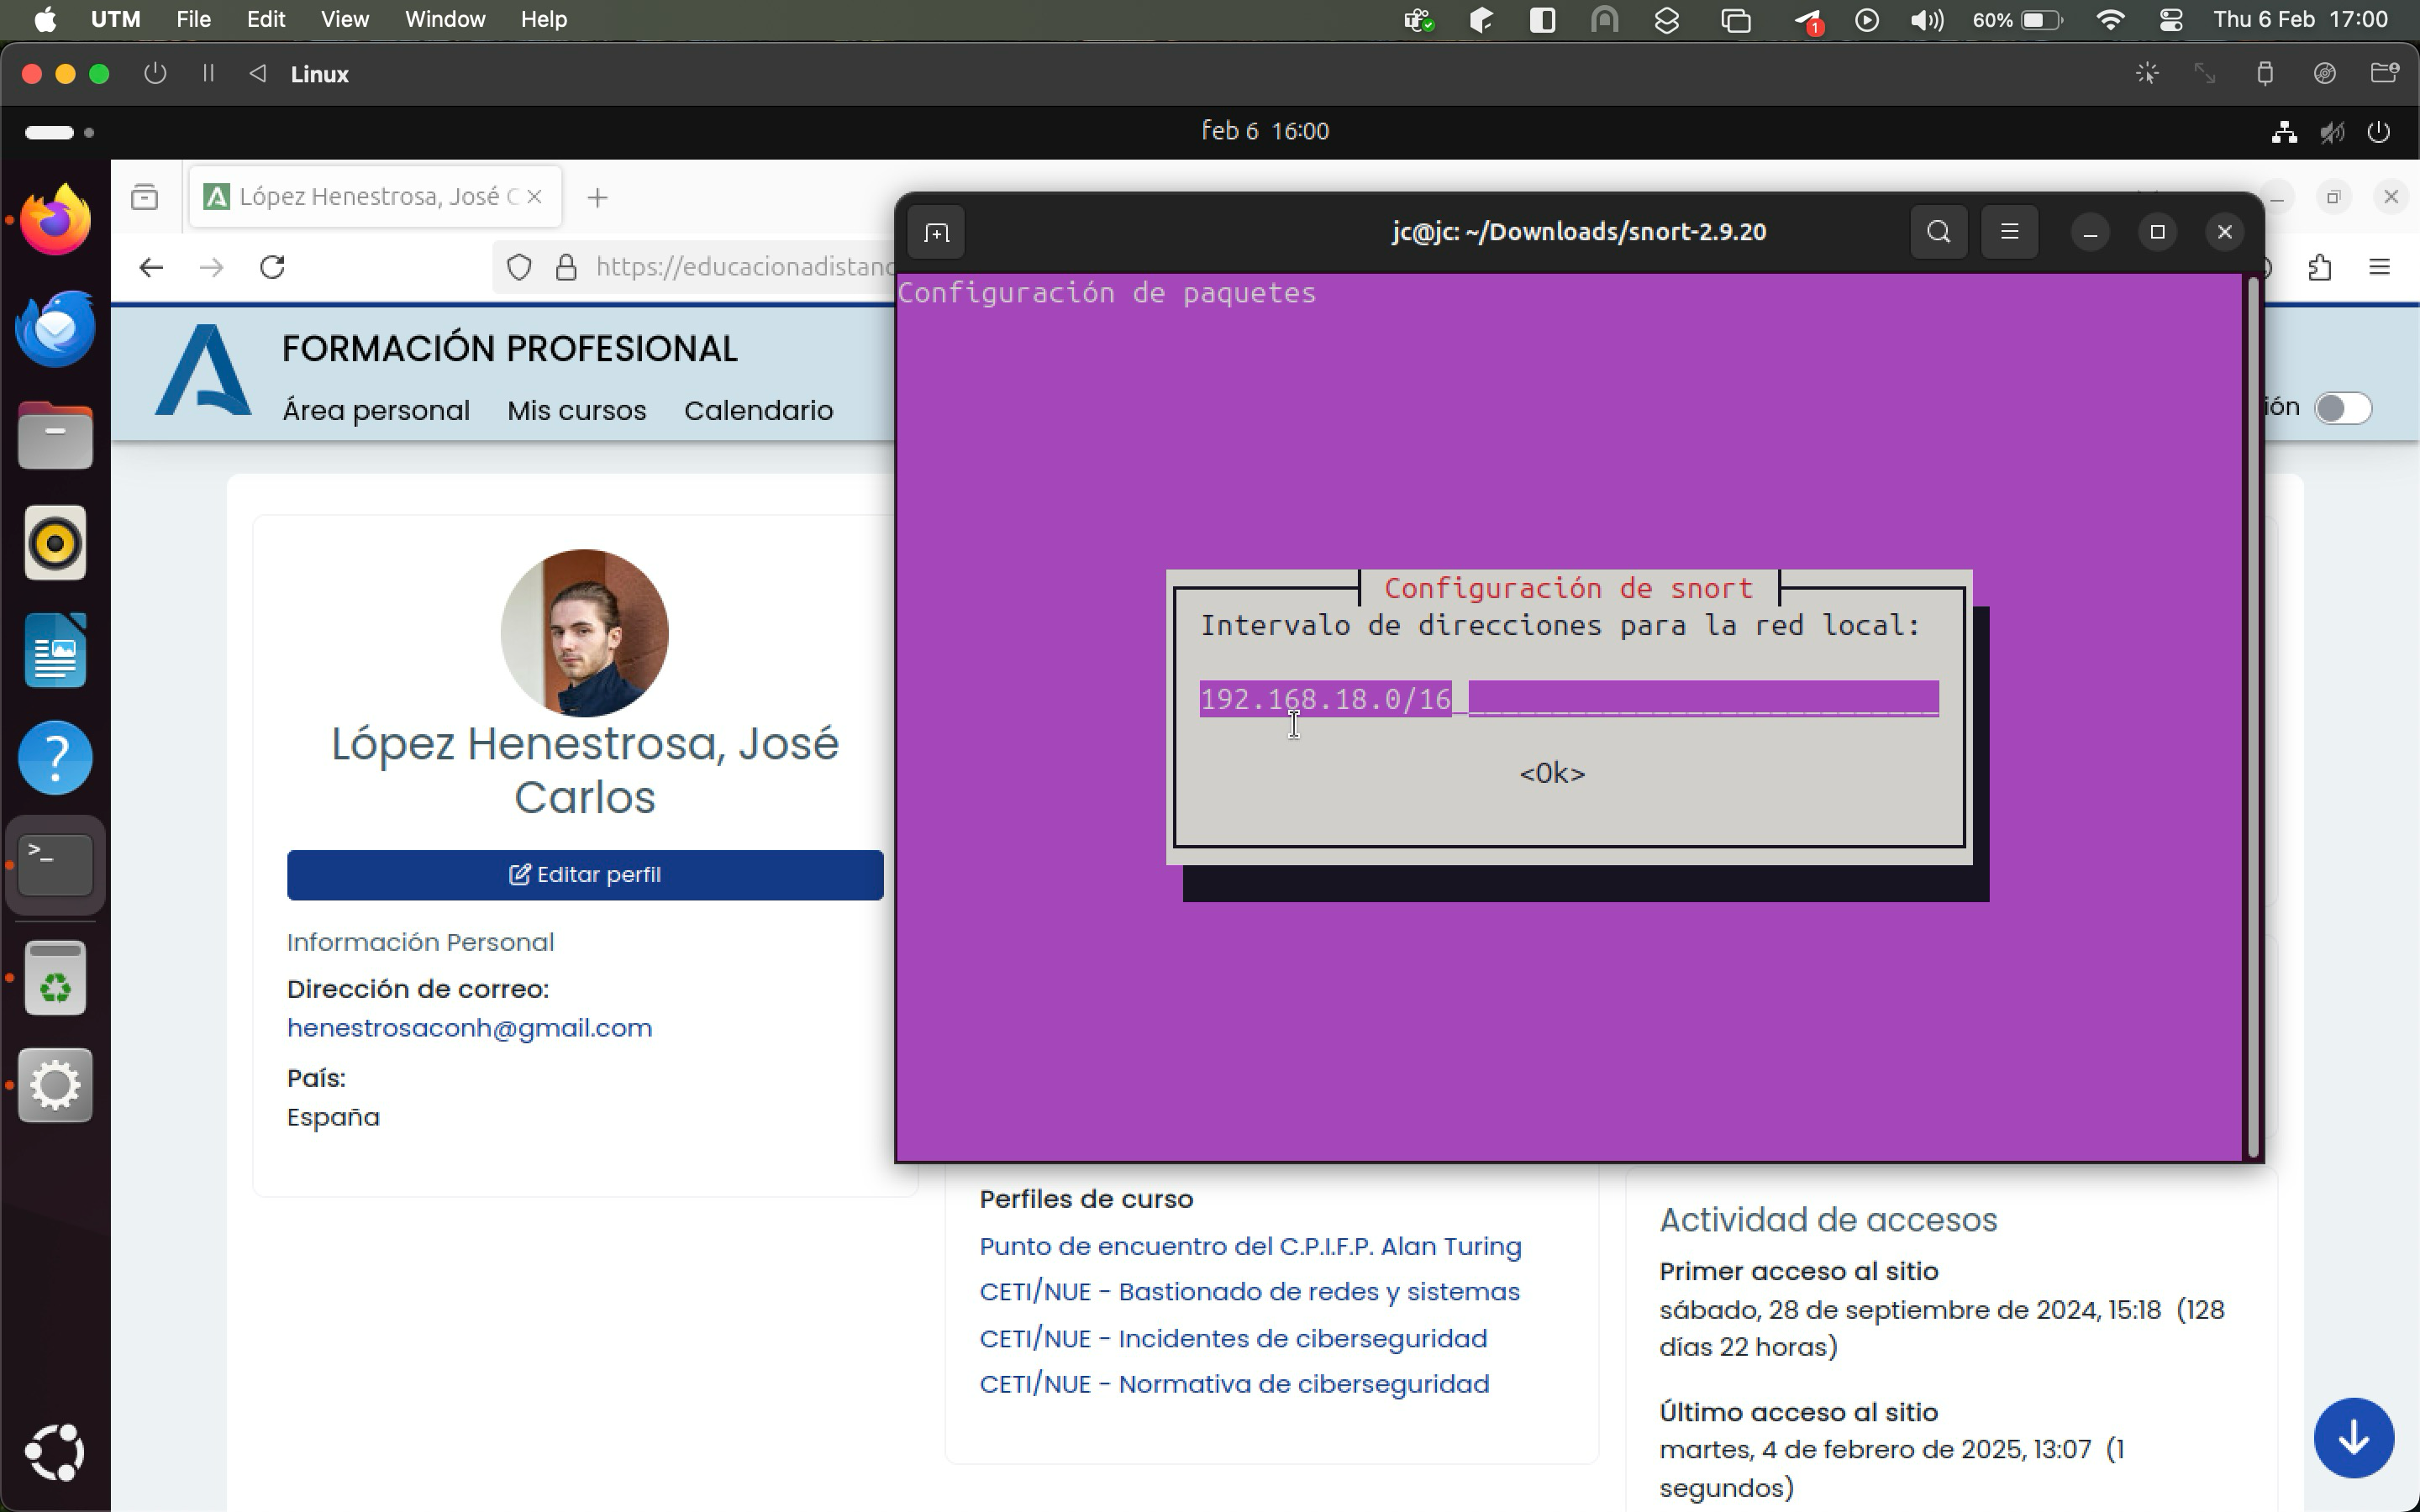 UTM File Edit View Window Help
1
60%
Thu 6 Feb 17:00
Linux
feb 6 16:00
López Henestrosa, José C
https://educacionadistanc
jc@jc: ~/Downloads/snort-2.9.20
FORMACIÓN PROFESIONAL
Área personal Mis cursos Calendario
ión
Configuración de paquetes
Configuración de snort
Intervalo de direcciones para la red local:
192.168.18.0/16
<Ok>
López Henestrosa, José
Carlos
Editar perfil
Información Personal
Dirección de correo:
henestrosaconh@gmail.com
País:
España
Perfiles de curso
Punto de encuentro del C.P.I.F.P. Alan Turing
CETI/NUE - Bastionado de redes y sistemas
CETI/NUE - Incidentes de ciberseguridad
CETI/NUE - Normativa de ciberseguridad
Actividad de accesos
Primer acceso al sitio
sábado, 28 de septiembre de 2024, 15:18 (128
días 22 horas)
Último acceso al sitio
martes, 4 de febrero de 2025, 13:07 (1
segundos)